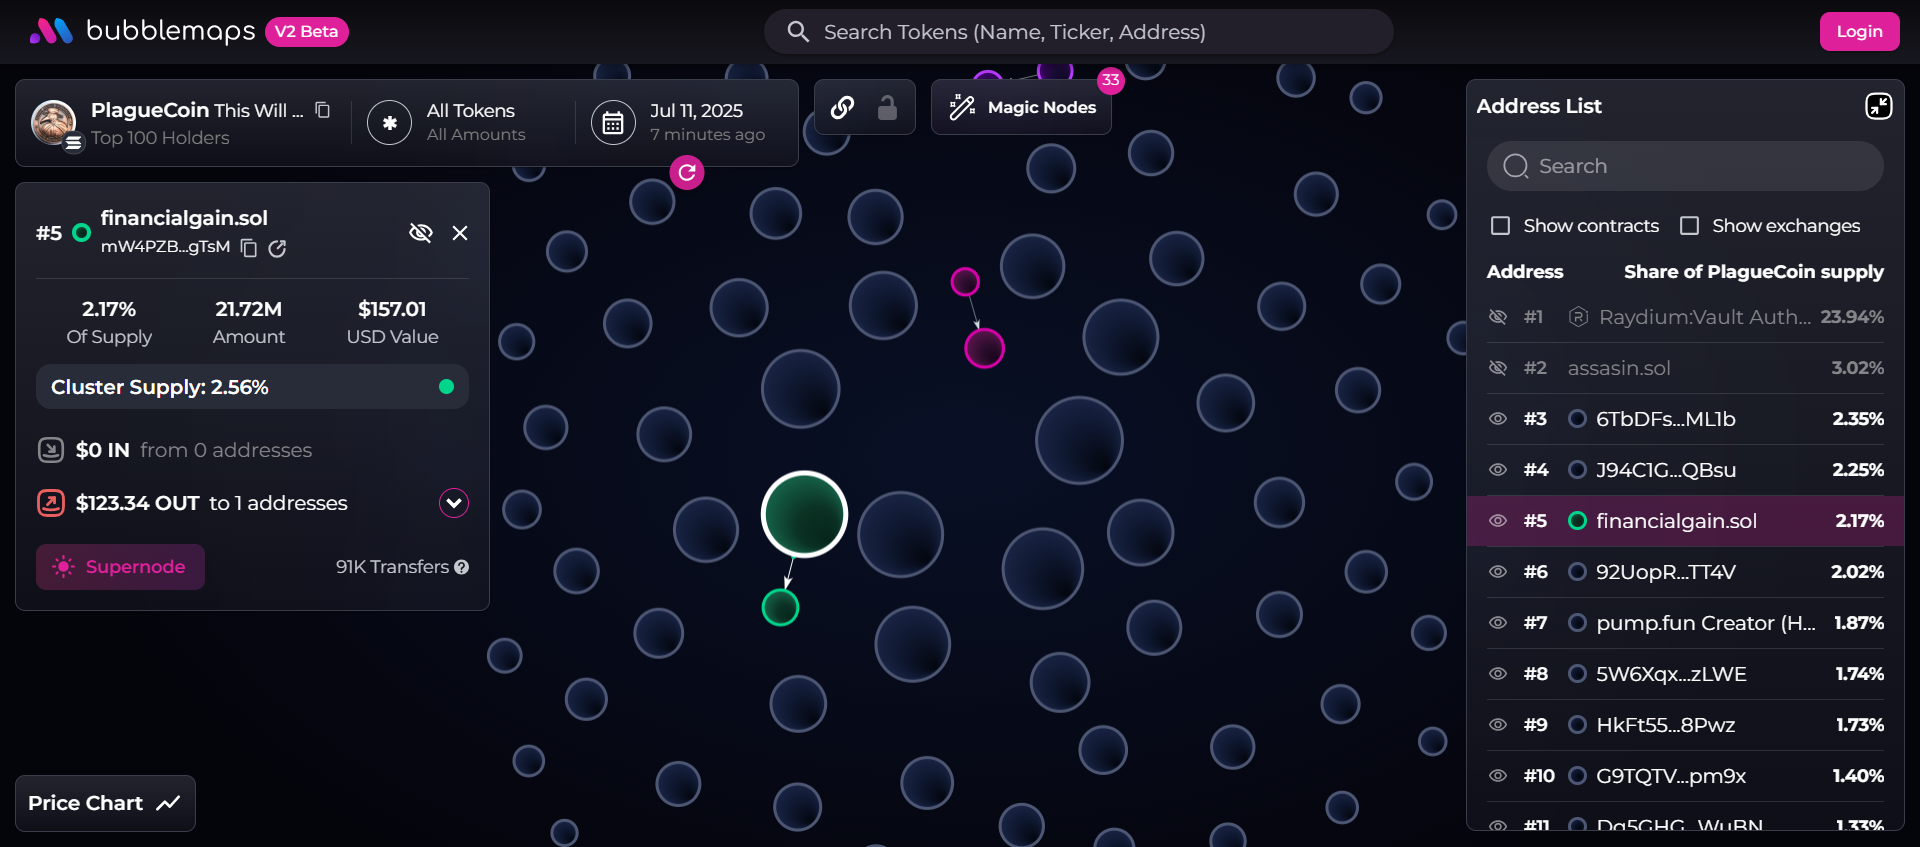 bubblemaps V2 Beta
Search Tokens (Name, Ticker, Address)
Login
PlagueCoin This Will ...
Top 100 Holders
All Tokens
All Amounts
Jul 11, 2025
7 minutes ago
Magic Nodes
33
#5 financialgain.sol
mW4PZB...gTsM
2.17% 21.72M $157.01
Of Supply Amount USD Value
Cluster Supply: 2.56%
$0 IN from 0 addresses
$123.34 OUT to 1 addresses
Supernode 91K Transfers
Price Chart
Address List
Search
Show contracts Show exchanges
Address Share of PlagueCoin supply
#1 Raydium:Vault Auth... 23.94%
#2 assasin.sol 3.02%
#3 6TbDFs...ML1b 2.35%
#4 J94C1G...QBsu 2.25%
#5 financialgain.sol 2.17%
#6 92UopR...TT4V 2.02%
#7 pump.fun Creator (H... 1.87%
#8 5W6Xqx...zLWE 1.74%
#9 HkFt55...8Pwz 1.73%
#10 G9TQTV...pm9x 1.40%
#11 Dg5GHG...WuBN 1.33%